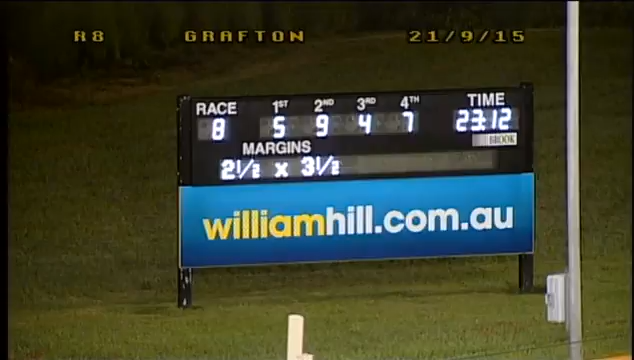 R8 GRAFTON 21/9/15
RACE 1ST 2ND 3RD 4TH TIME
8 5 9 4 7 23.12
BROOK
MARGINS
2½ x 3½
williamhill.com.au